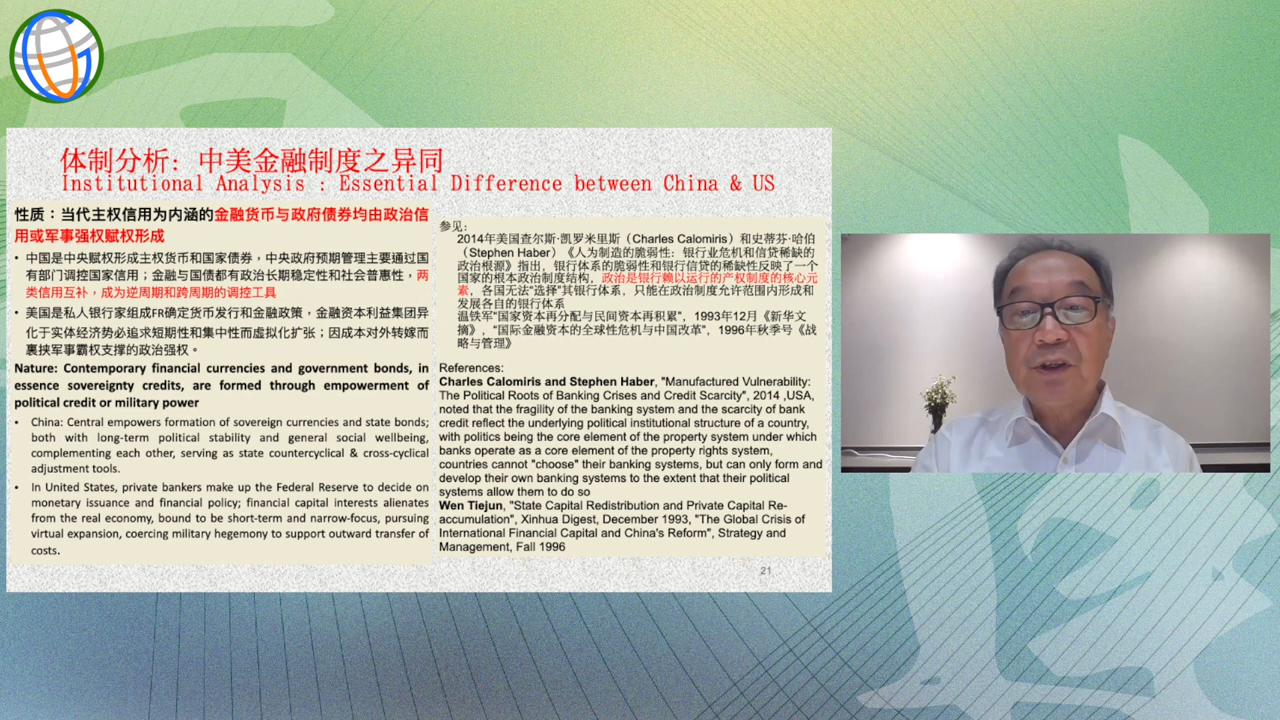 体制分析：中美金融制度之异同
Institutional Analysis : Essential Difference between China & US
性质：当代主权信用为内涵的金融货币与政府债券均由政治信
用或军事强权赋权形成
• 中国是中央赋权形成主权货币和国家债券，中央政府预期管理主要通过国
有部门调控国家信用；金融与国债都有政治长期稳定性和社会普惠性，两
类信用互补，成为逆周期和跨周期的调控工具
• 美国是私人银行家组成FR确定货币发行和金融政策，金融资本利益集团异
化于实体经济势必追求短期性和集中性而虚拟化扩张；因成本对外转嫁而
裹挟军事霸权支撑的政治强权。
Nature: Contemporary financial currencies and government bonds, in
essence sovereignty credits, are formed through empowerment of
political credit or military power
• China: Central empowers formation of sovereign currencies and state bonds;
both with long-term political stability and general social wellbeing,
complementing each other, serving as state countercyclical & cross-cyclical
adjustment tools.
• In United States, private bankers make up the Federal Reserve to decide on
monetary issuance and financial policy; financial capital interests alienates
from the real economy, bound to be short-term and narrow-focus, pursuing
virtual expansion, coercing military hegemony to support outward transfer of
costs.
参见：
2014年美国查尔斯·凯罗米里斯（Charles Calomiris）和史蒂芬·哈伯
（Stephen Haber）《人为制造的脆弱性：银行业危机和信贷稀缺的
政治根源》指出，银行体系的脆弱性和银行信贷的稀缺性反映了一个
国家的根本政治制度结构，政治是银行赖以运行的产权制度的核心元
素，各国无法“选择”其银行体系，只能在政治制度允许范围内形成和
发展各自的银行体系
温铁军“国家资本再分配与民间资本再积累”，1993年12月《新华文
摘》，“国际金融资本的全球性危机与中国改革”，1996年秋季号《战
略与管理》
References:
Charles Calomiris and Stephen Haber, "Manufactured Vulnerability:
The Political Roots of Banking Crises and Credit Scarcity", 2014 ,USA,
noted that the fragility of the banking system and the scarcity of bank
credit reflect the underlying political institutional structure of a country,
with politics being the core element of the property system under which
banks operate as a core element of the property rights system,
countries cannot "choose" their banking systems, but can only form and
develop their own banking systems to the extent that their political
systems allow them to do so
Wen Tiejun, "State Capital Redistribution and Private Capital Re-
accumulation", Xinhua Digest, December 1993, "The Global Crisis of
International Financial Capital and China's Reform", Strategy and
Management, Fall 1996
21